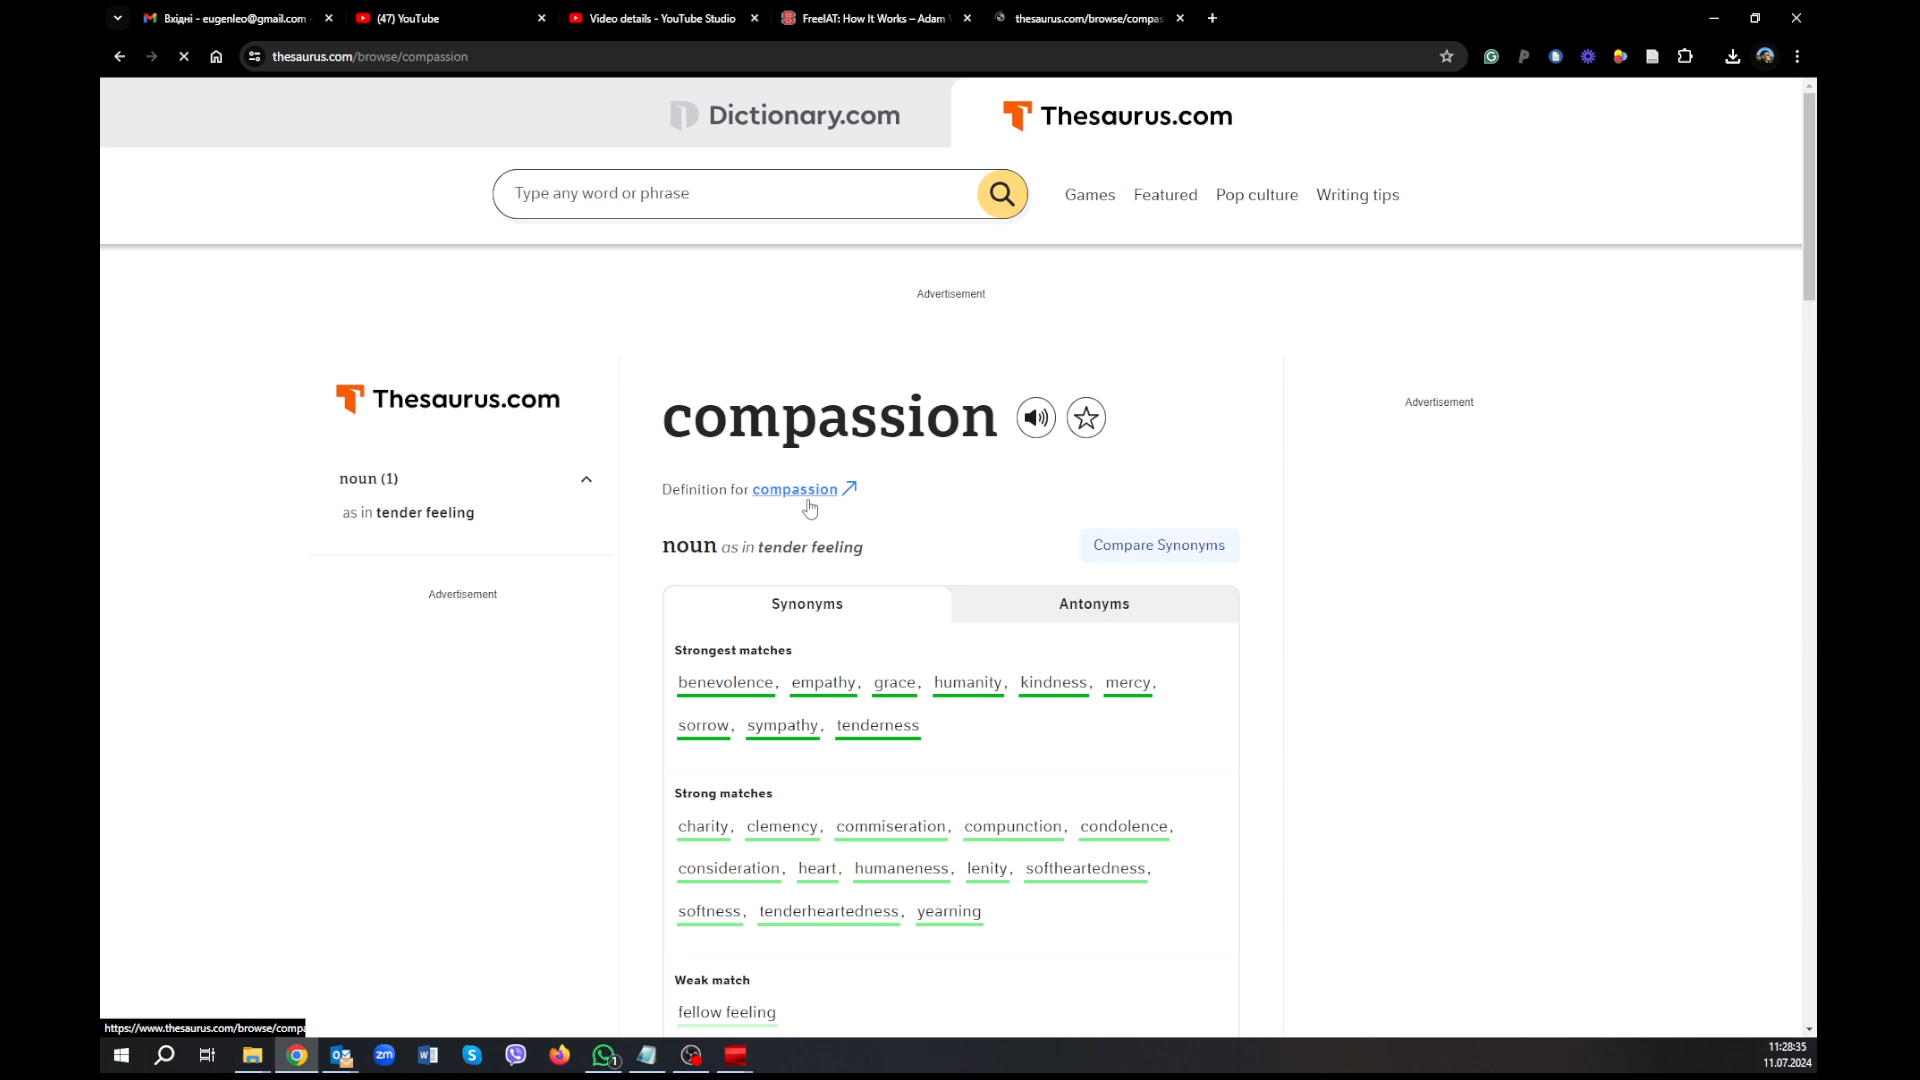 Вхідні - eugenleo@gmail.com
(47) YouTube
Video details - YouTube Studio
FreeIAT: How It Works – Adam
thesaurus.com/browse/compas
thesaurus.com/browse/compassion
Dictionary.com
Thesaurus.com
Type any word or phrase
Games
Featured
Pop culture
Writing tips
Advertisement
Thesaurus.com
noun (1)
as in tender feeling
Advertisement
compassion
Definition for compassion
noun as in tender feeling
Compare Synonyms
Synonyms
Antonyms
Strongest matches
benevolence, empathy, grace, humanity, kindness, mercy,
sorrow, sympathy, tenderness
Strong matches
charity, clemency, commiseration, compunction, condolence,
consideration, heart, humaneness, lenity, softheartedness,
softness, tenderheartedness, yearning
Weak match
fellow feeling
Advertisement
https://www.thesaurus.com/browse/compa
zm
1
11:28:35
11.07.2024